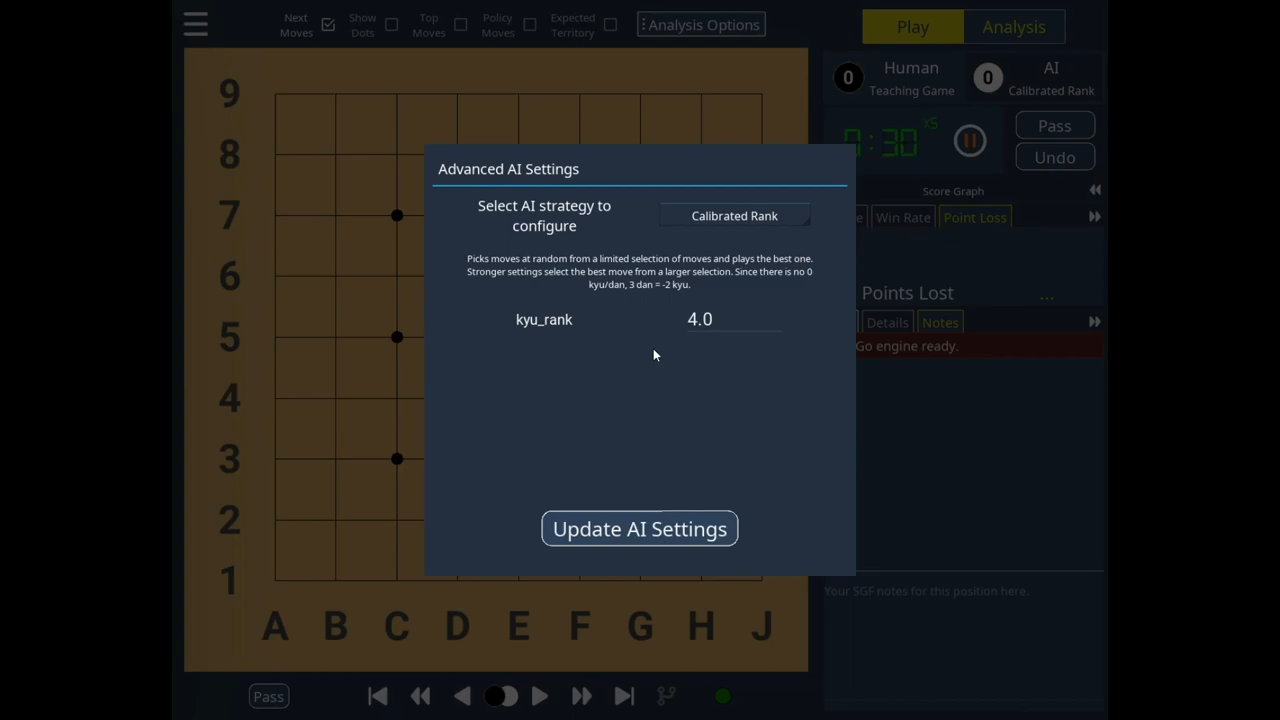 Next
Moves
Show
Dots
Top
Moves
Policy
Moves
Expected
Territory
Analysis Options
Play
Analysis
0
Human
Teaching Game
0
AI
Calibrated Rank
0:30
x5
Pass
Undo
Score Graph
e
Win Rate
Point Loss
Points Lost
...
Details
Notes
Go engine ready.
Your SGF notes for this position here.
Advanced AI Settings
Select AI strategy to
configure
Calibrated Rank
Picks moves at random from a limited selection of moves and plays the best one.
Stronger settings select the best move from a larger selection. Since there is no 0
kyu/dan, 3 dan = -2 kyu.
kyu_rank
4.0
Update AI Settings
9
8
7
6
5
4
3
2
1
A B C D E F G H J
Pass